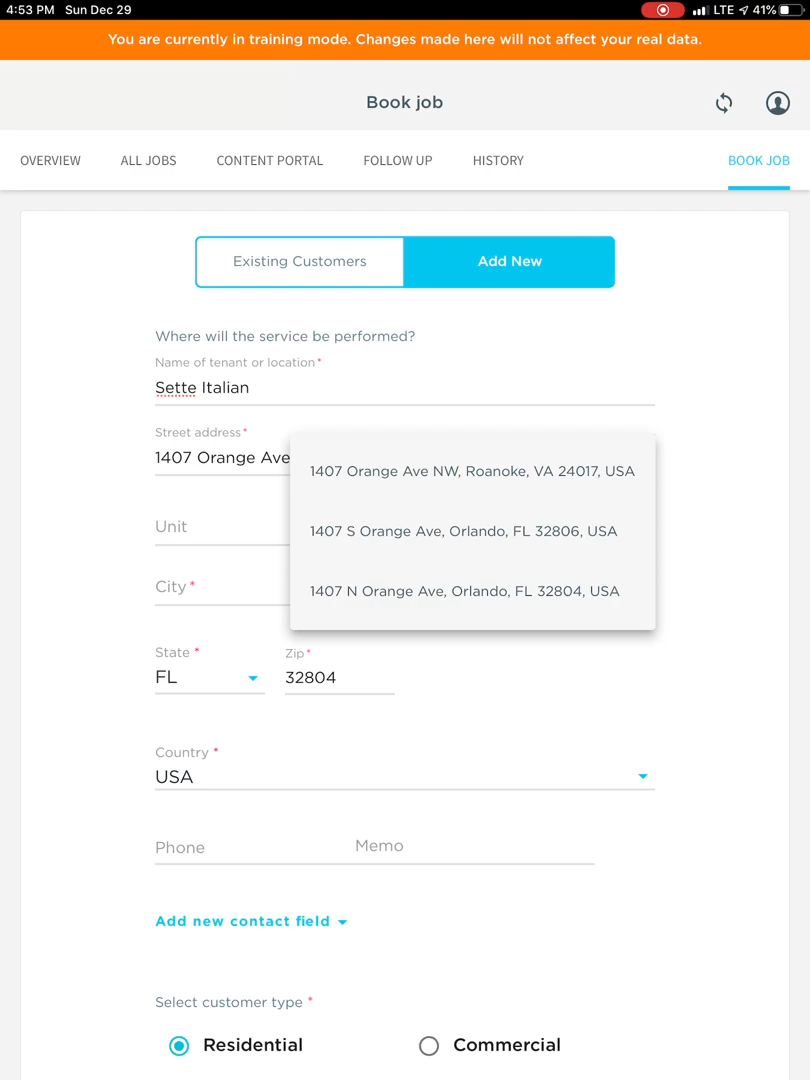 4:53 PM Sun Dec 29 LTE 41%
You are currently in training mode. Changes made here will not affect your real data.
Book job
OVERVIEW ALL JOBS CONTENT PORTAL FOLLOW UP HISTORY BOOK JOB
Existing Customers Add New
Where will the service be performed?
Name of tenant or location*
Sette Italian
Street address*
1407 Orange Ave
1407 Orange Ave NW, Roanoke, VA 24017, USA
1407 S Orange Ave, Orlando, FL 32806, USA
1407 N Orange Ave, Orlando, FL 32804, USA
Unit
City*
State * Zip*
FL 32804
Country *
USA
Phone Memo
Add new contact field
Select customer type *
Residential Commercial